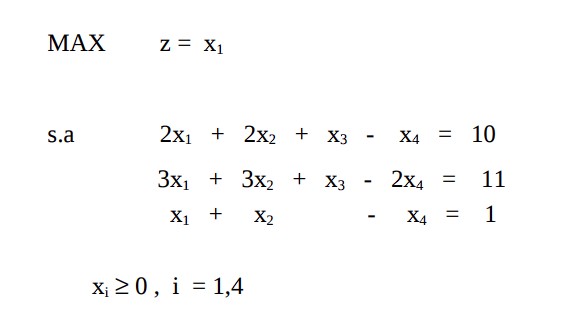 MAX z = x₁
s.a 2x₁ + 2x₂ + x₃ - x₄ = 10
3x₁ + 3x₂ + x₃ - 2x₄ = 11
x₁ + x₂ - x₄ = 1
xᵢ ≥ 0 , i = 1,4